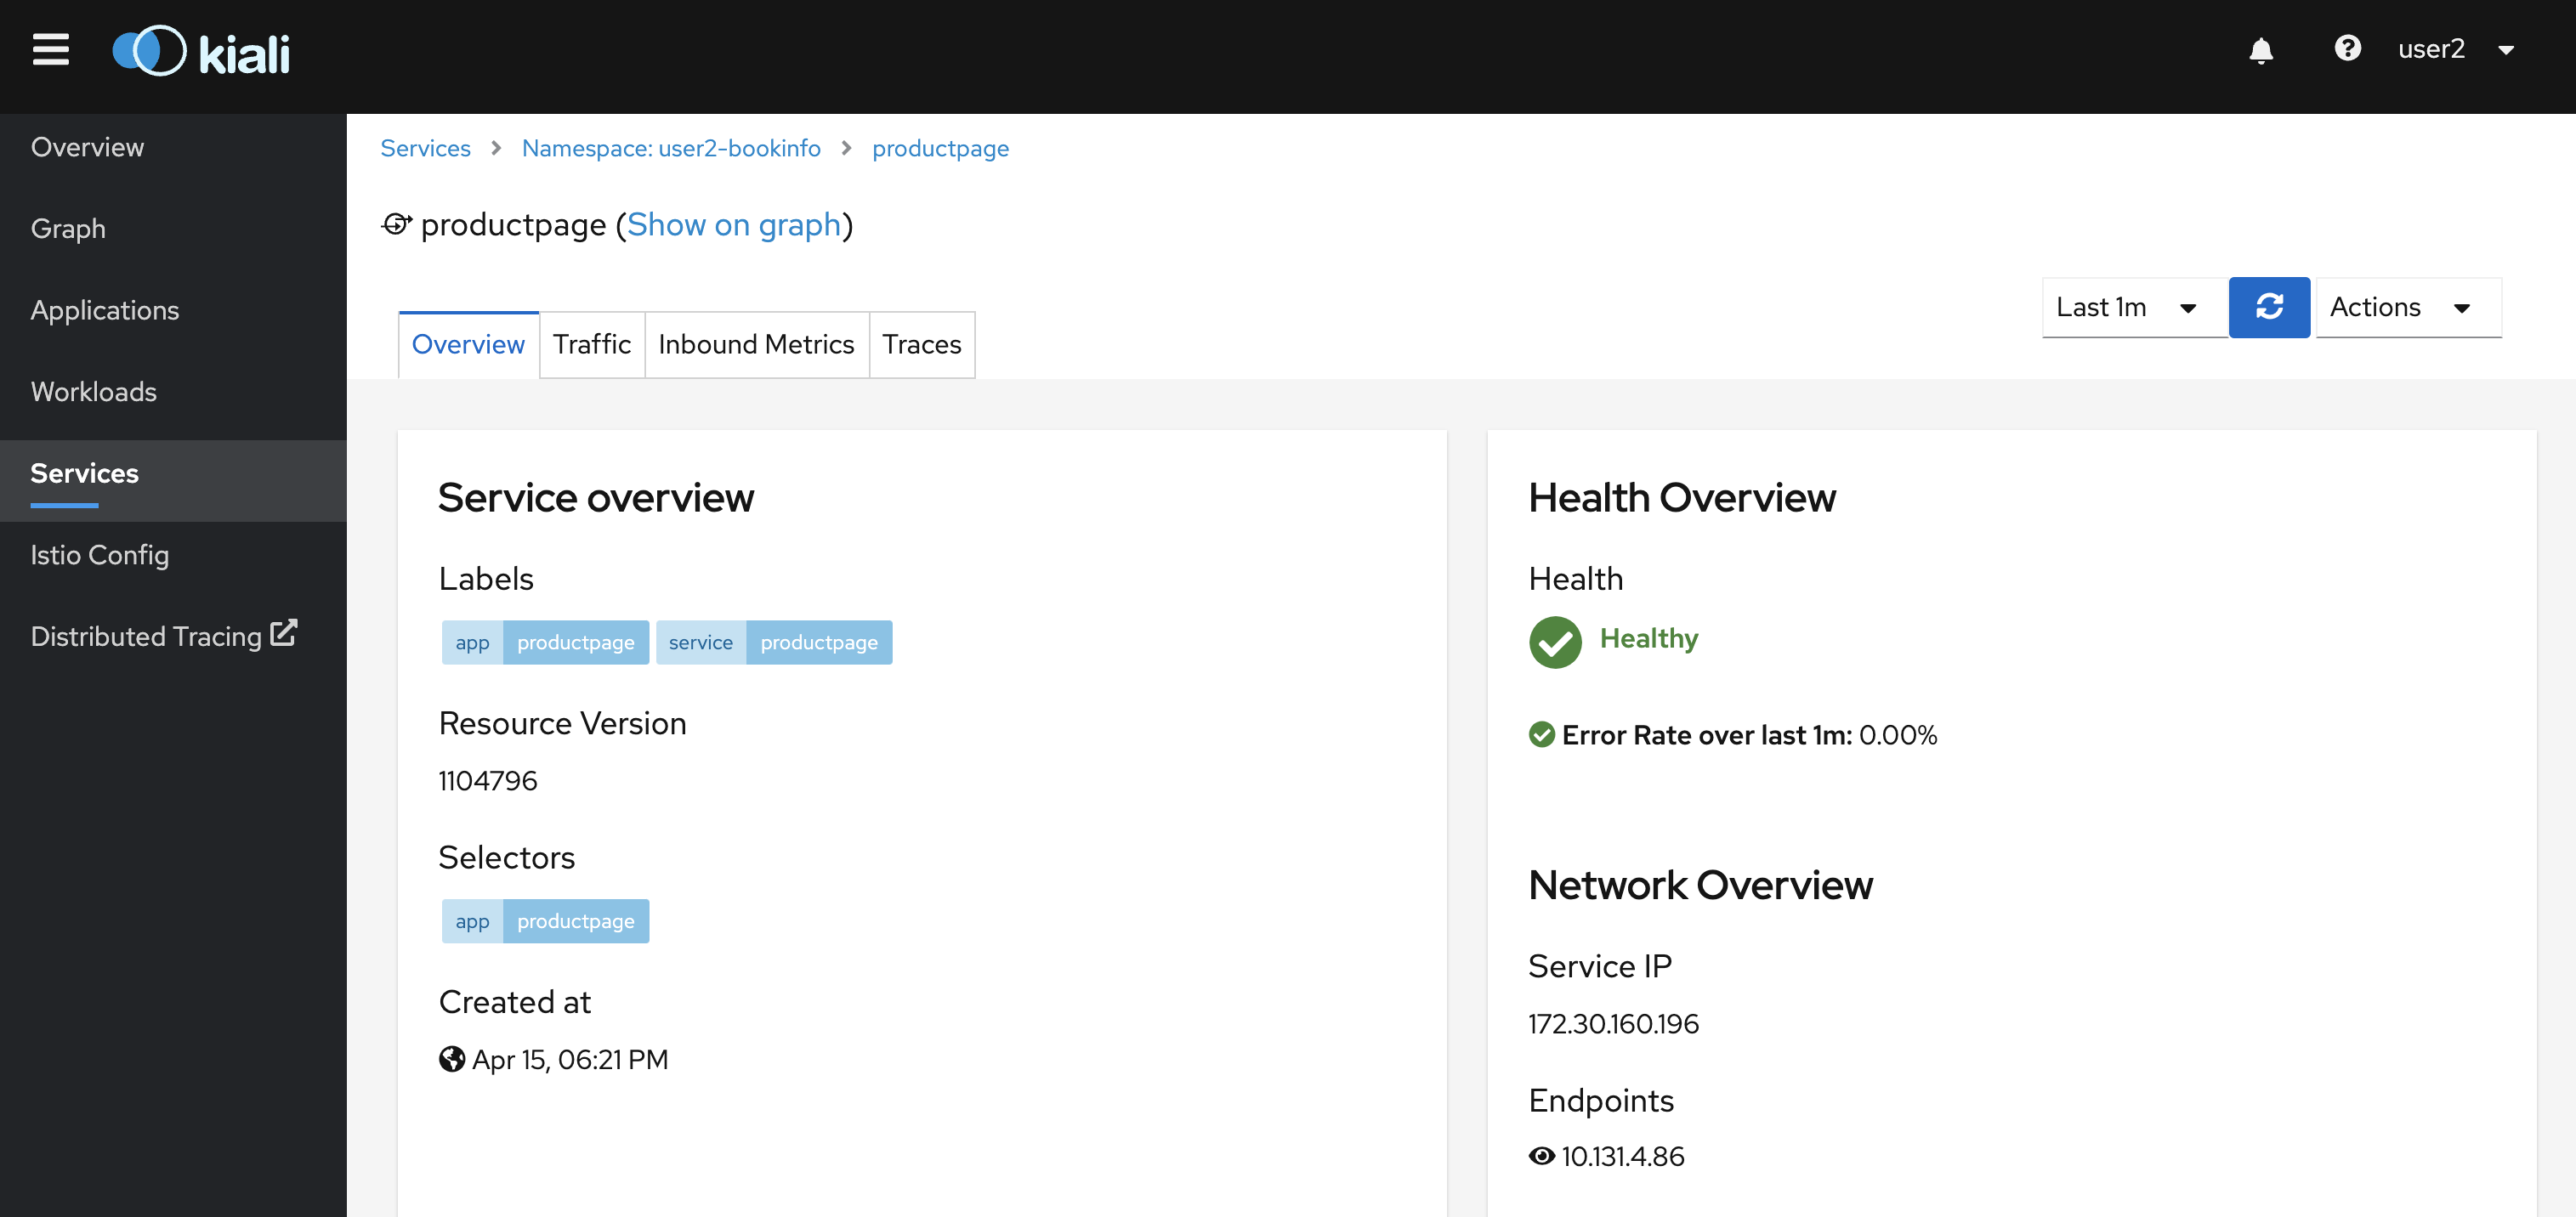 kiali
user2
Overview
Graph
Applications
Workloads
Services
Istio Config
Distributed Tracing
Services > Namespace: user2-bookinfo > productpage
productpage (Show on graph)
Last 1m
Actions
Overview Traffic Inbound Metrics Traces
Service overview
Labels
app productpage service productpage
Resource Version
1104796
Selectors
app productpage
Created at
Apr 15, 06:21 PM
Health Overview
Health
Healthy
Error Rate over last 1m: 0.00%
Network Overview
Service IP
172.30.160.196
Endpoints
10.131.4.86